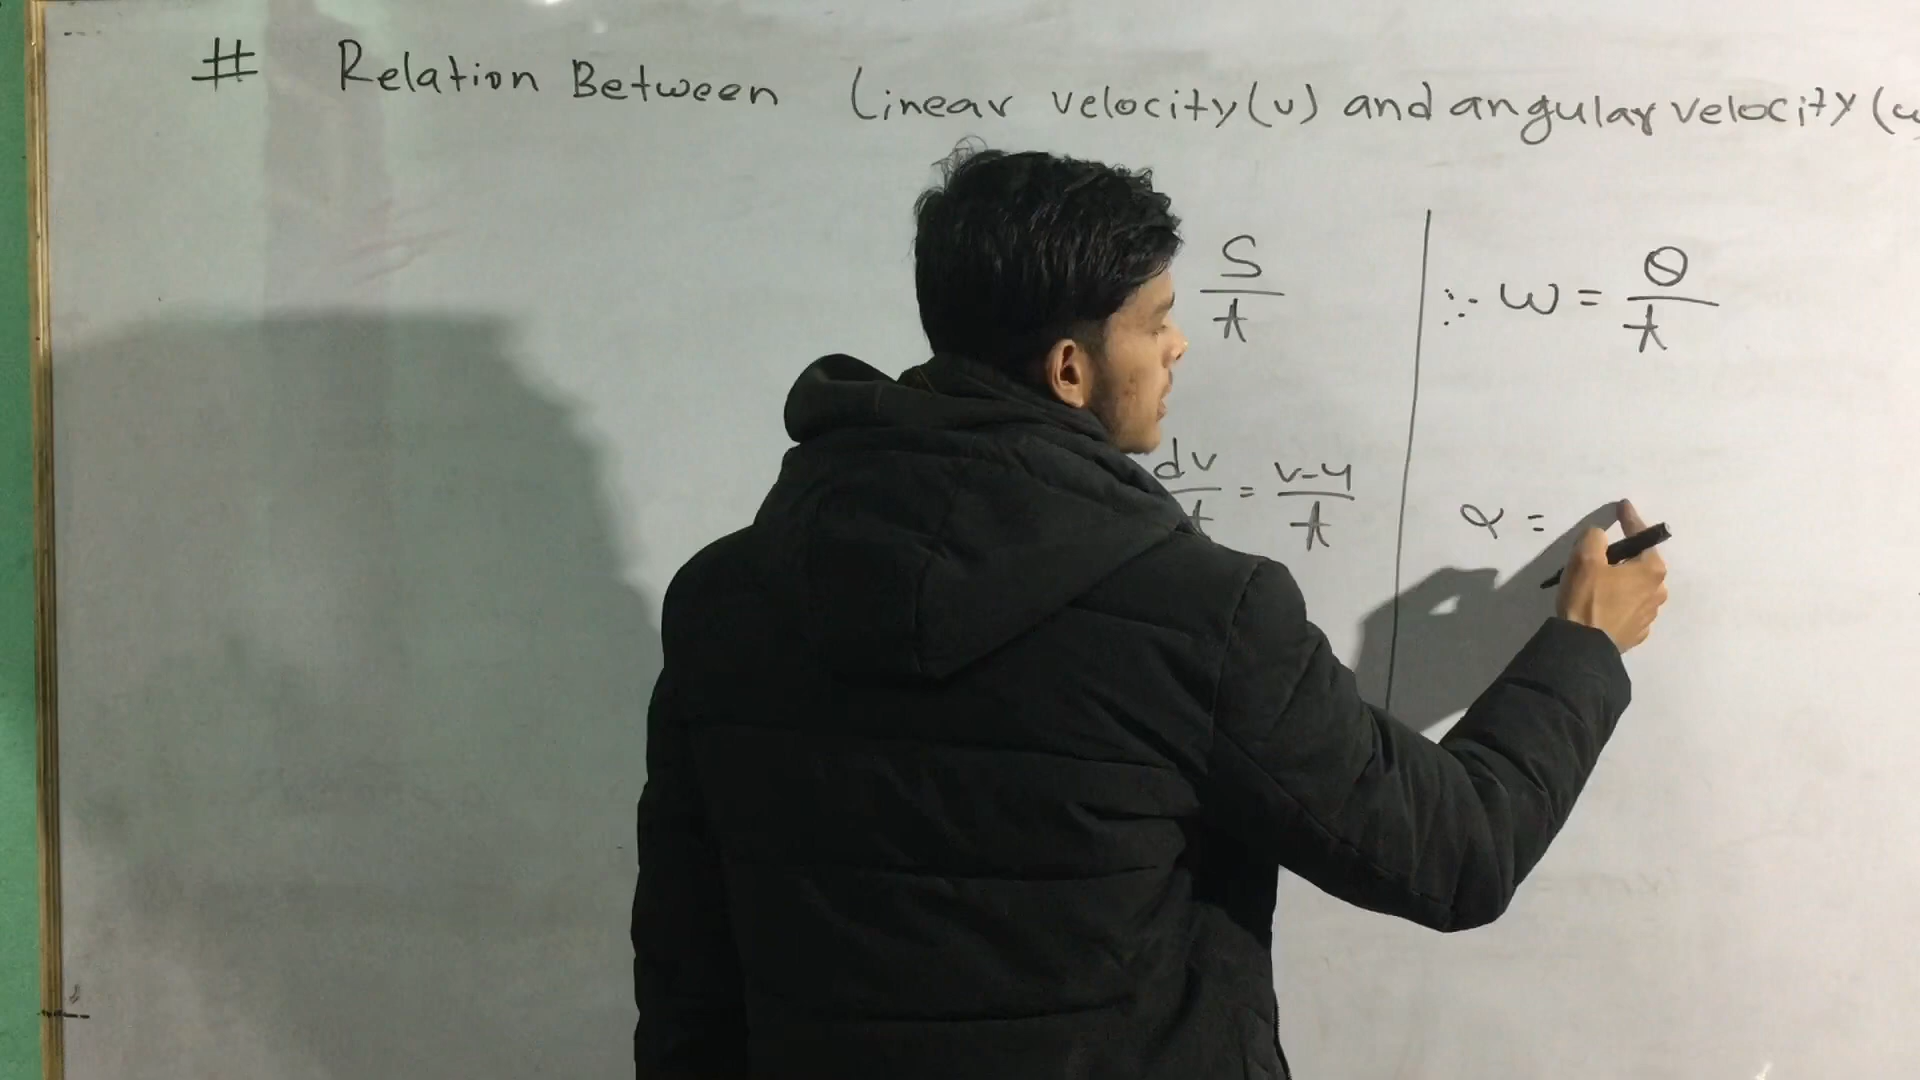 # Relation Between Linear velocity (v) and angular velocity (ω
S/t
∴ ω = θ/t
dv/t = v-u/t
α =